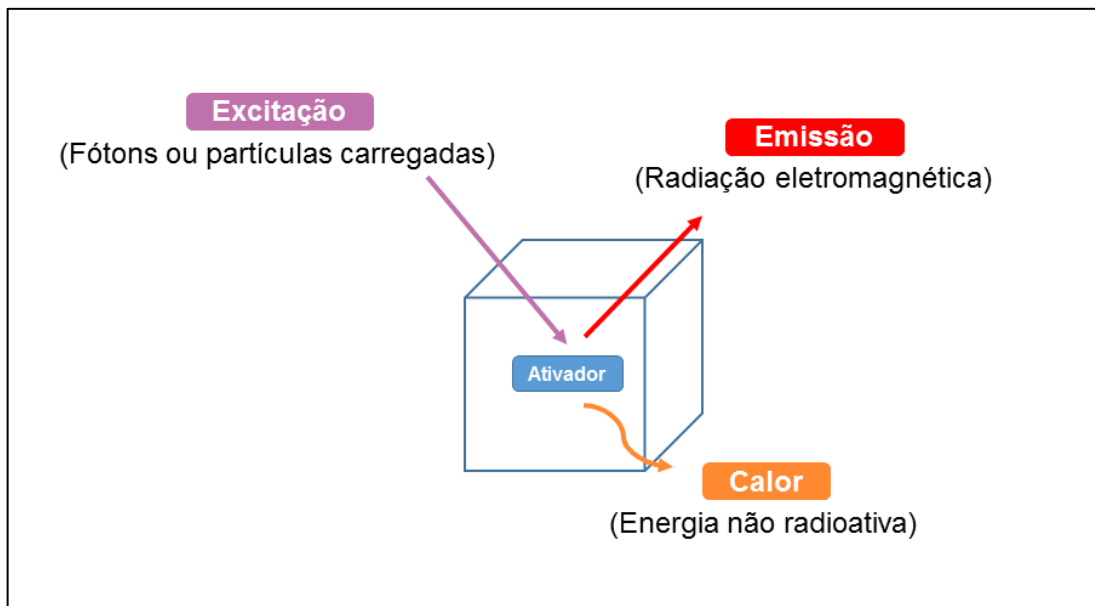 Excitação
(Fótons ou partículas carregadas)
Emissão
(Radiação eletromagnética)
Ativador
Calor
(Energia não radioativa)